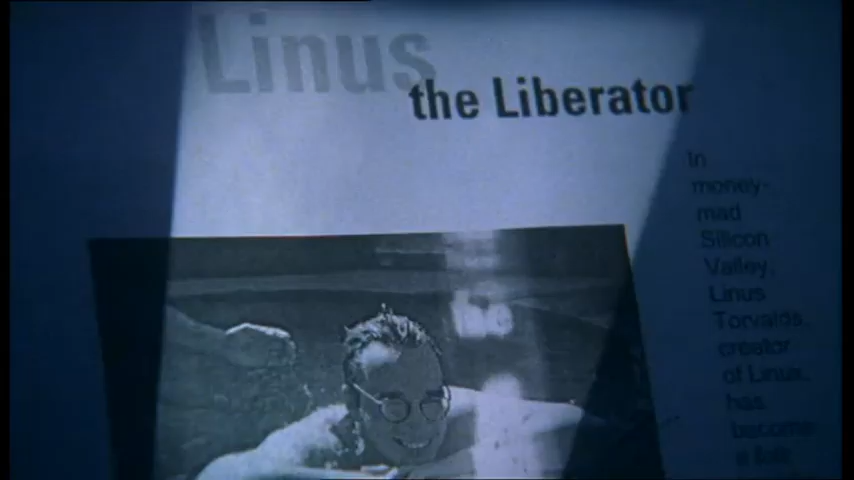 Linus
the Liberator
In
money-
mad
Silicon
Valley,
Linus
Torvalds,
creator
of Linux,
has
become
a